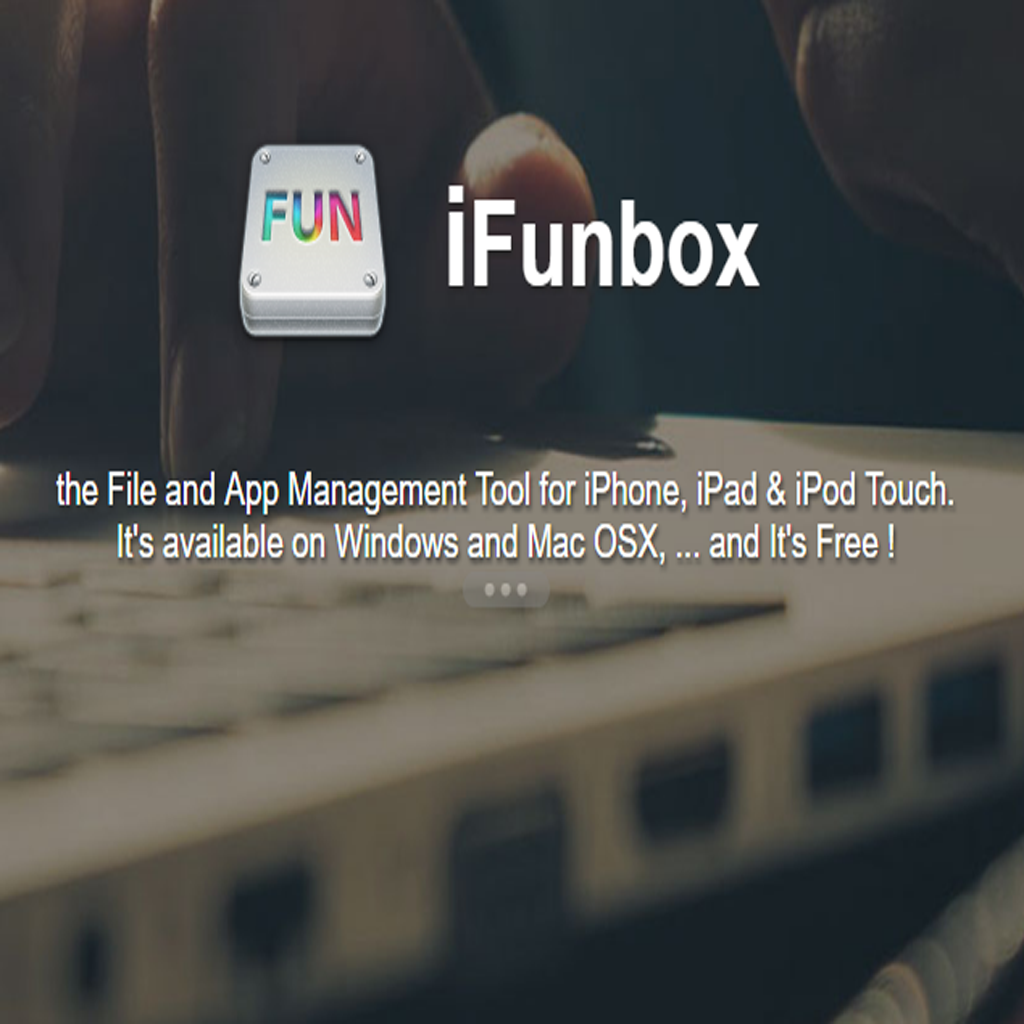 FUN
iFunbox
the File and App Management Tool for iPhone, iPad & iPod Touch.
It's available on Windows and Mac OSX, ... and It's Free !